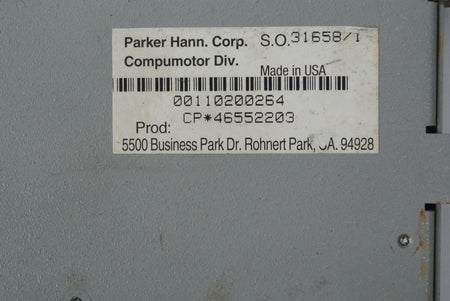 Parker Hann. Corp. S.O.31658/1
Compumotor Div.
Made in USA
00110200264
CP*46552203
Prod:
5500 Business Park Dr. Rohnert Park, CA. 94928